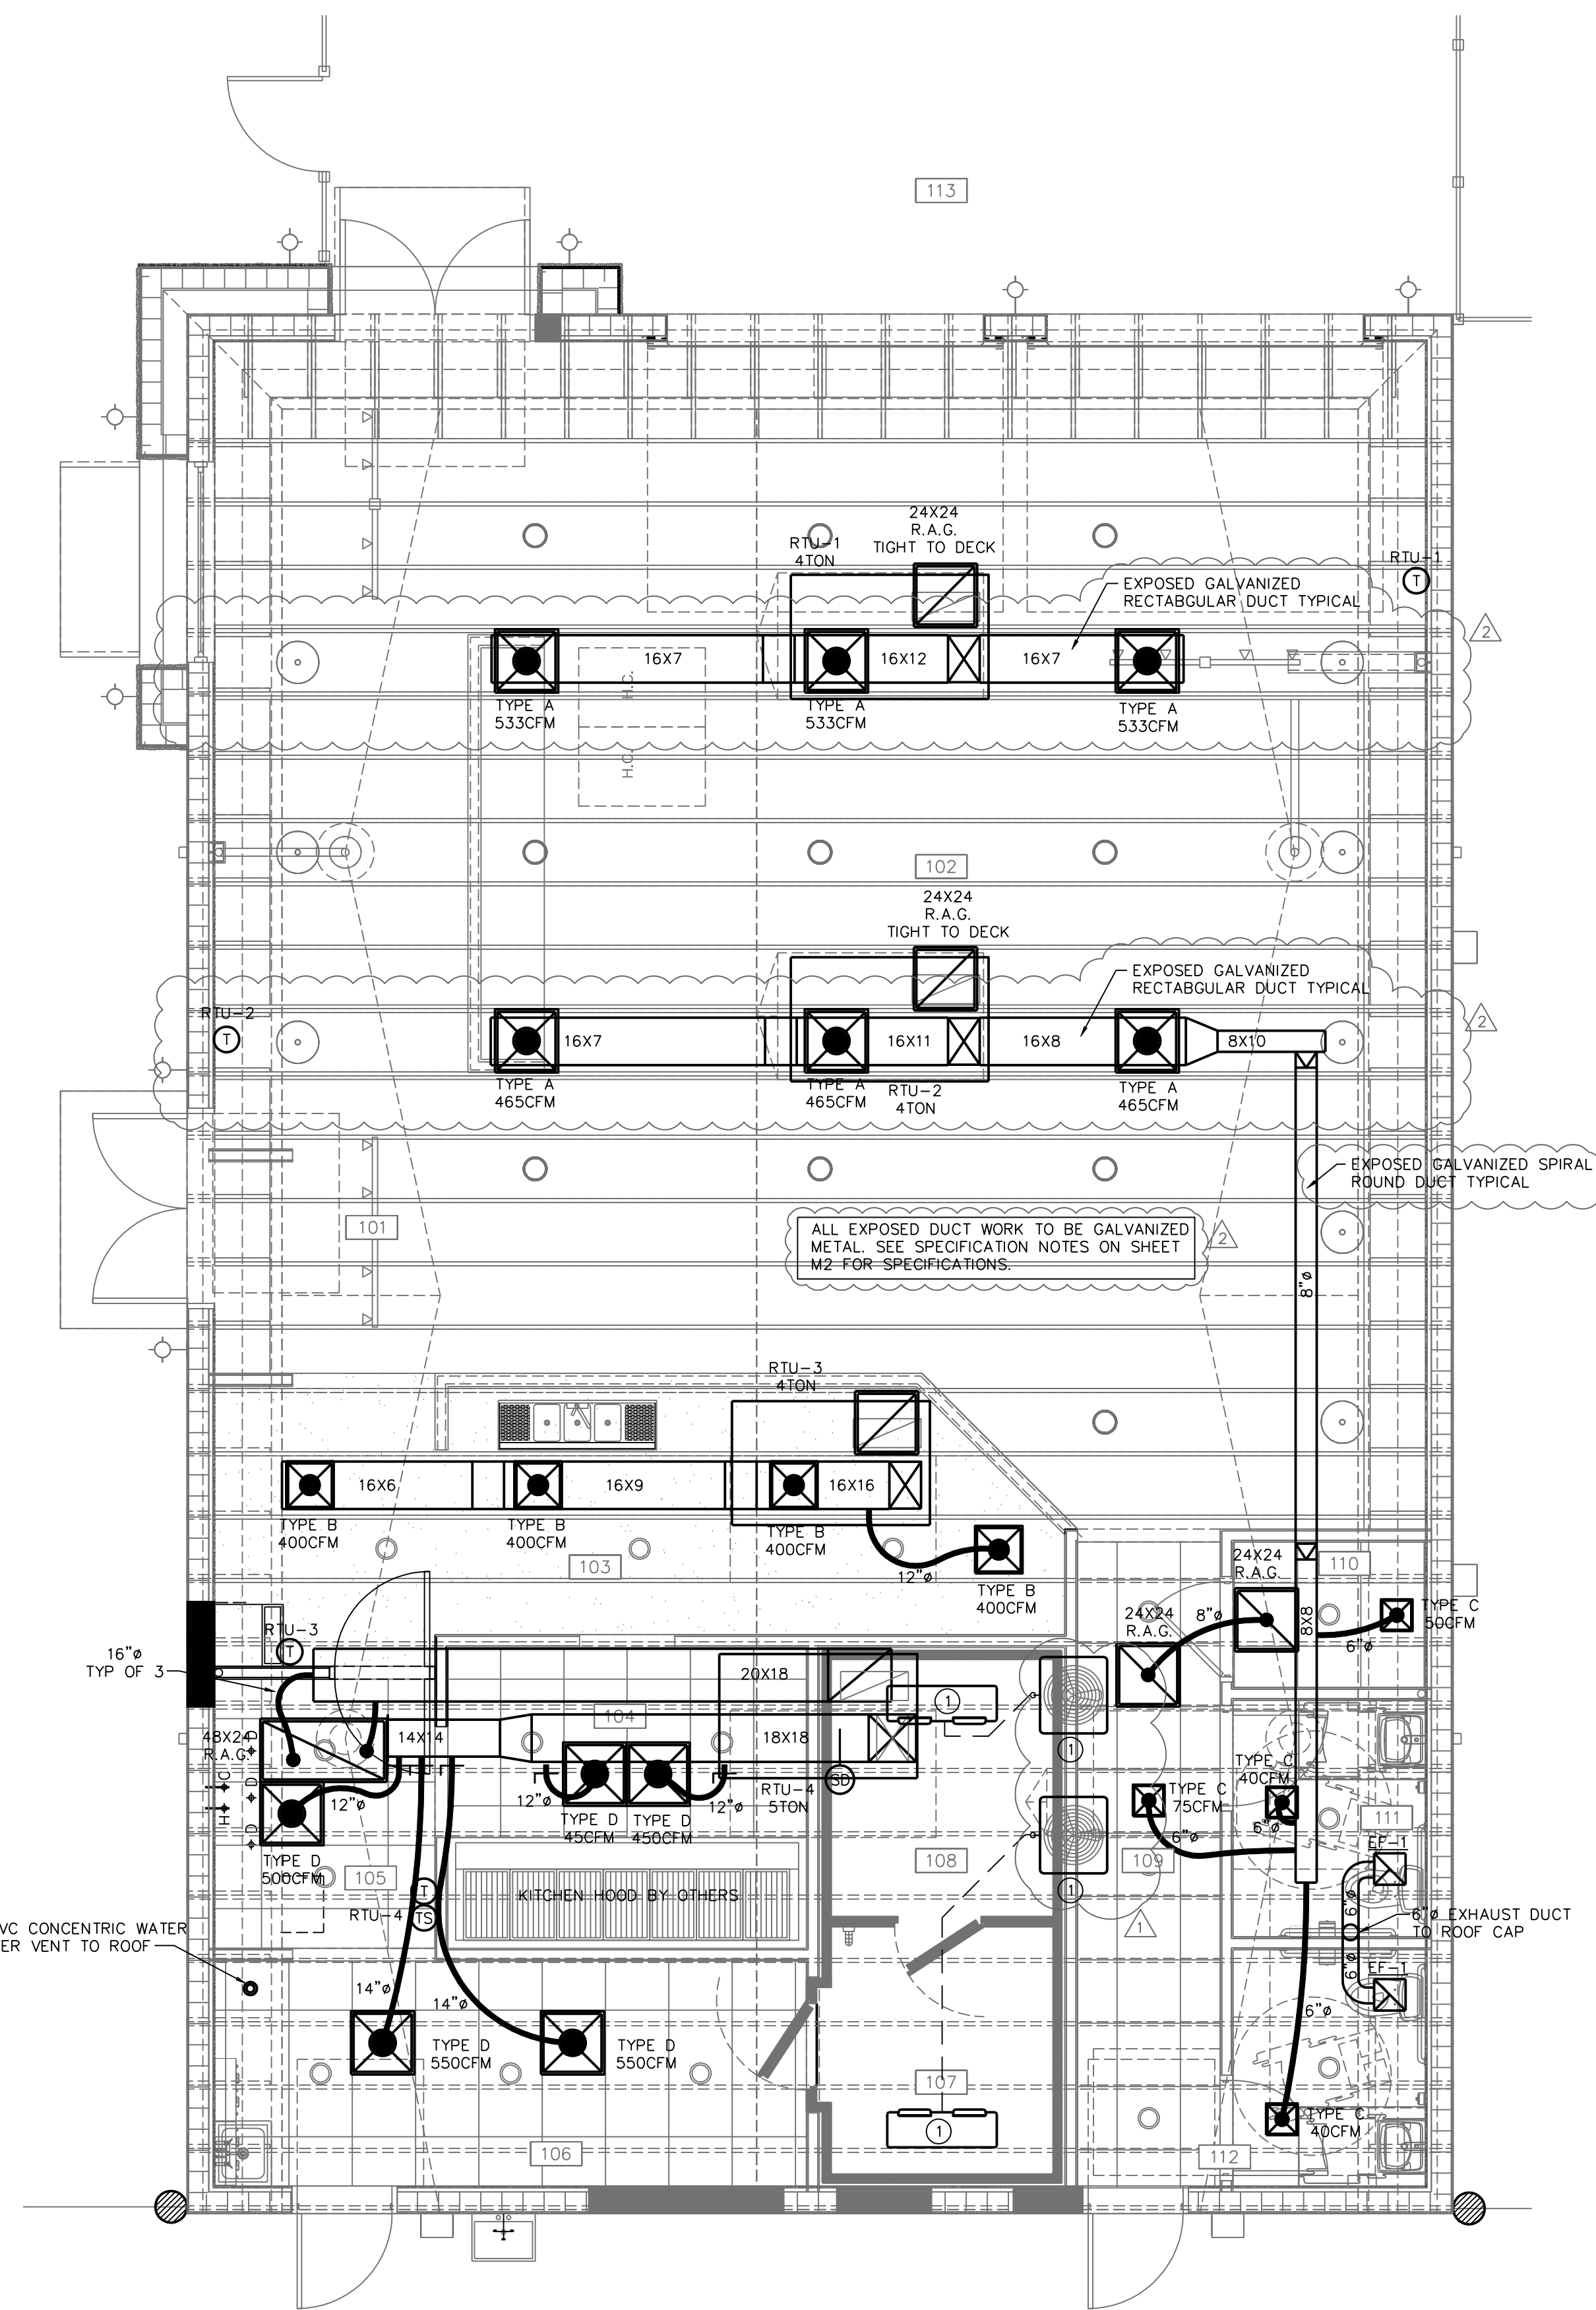 113
24X24
R.A.G.
TIGHT TO DECK
RTU-1
4TON
RTU-1
T
EXPOSED GALVANIZED
RECTABGULAR DUCT TYPICAL
2
16X7
16X12
16X7
H.C.
TYPE A
533CFM
TYPE A
533CFM
TYPE A
533CFM
H.C.
102
24X24
R.A.G.
TIGHT TO DECK
EXPOSED GALVANIZED
RECTABGULAR DUCT TYPICAL
RTU-2
T
2
16X7
16X11
16X8
8X10
TYPE A
465CFM
TYPE A
465CFM
RTU-2
4TON
TYPE A
465CFM
EXPOSED GALVANIZED SPIRAL
ROUND DUCT TYPICAL
101
ALL EXPOSED DUCT WORK TO BE GALVANIZED
METAL. SEE SPECIFICATION NOTES ON SHEET
M2 FOR SPECIFICATIONS.
2
8"ø
RTU-3
4TON
16X6
16X9
16X16
TYPE B
400CFM
TYPE B
400CFM
TYPE B
400CFM
103
12"ø
TYPE B
400CFM
24X24
R.A.G.
110
24X24
R.A.G.
8"ø
8X8
TYPE C
50CFM
6"ø
RTU-3
T
16"ø
TYP OF 3
20X18
1
104
48X24
R.A.G.
14X14
18X18
D
C
H
D
D
12"ø
12"ø
12"ø
TYPE D
45CFM
TYPE D
450CFM
RTU-4
5TON
SD
1
TYPE C
75CFM
TYPE C
40CFM
6"ø
6"ø
111
EF-1
TYPE D
500CFM
105
T
RTU-4
TS
KITCHEN HOOD BY OTHERS
108
109
1
1
6"ø
6"ø EXHAUST DUCT
TO ROOF CAP
6"ø
EF-1
VC CONCENTRIC WATER
ER VENT TO ROOF
14"ø
14"ø
6"ø
TYPE D
550CFM
TYPE D
550CFM
107
1
TYPE C
40CFM
106
112